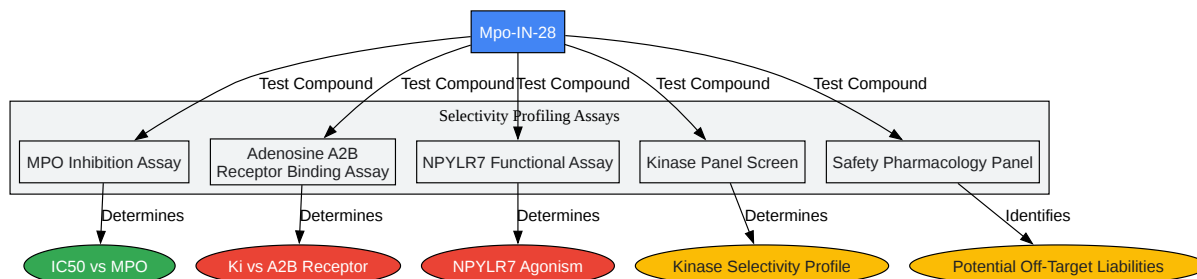 Mpo-IN-28
Test Compound Test Compound Test Compound Test Compound Test Compound
Selectivity Profiling Assays
MPO Inhibition Assay
Adenosine A2B
Receptor Binding Assay
NPYLR7 Functional Assay
Kinase Panel Screen
Safety Pharmacology Panel
Determines Determines Determines Determines Identifies
IC50 vs MPO
Ki vs A2B Receptor
NPYLR7 Agonism
Kinase Selectivity Profile
Potential Off-Target Liabilities